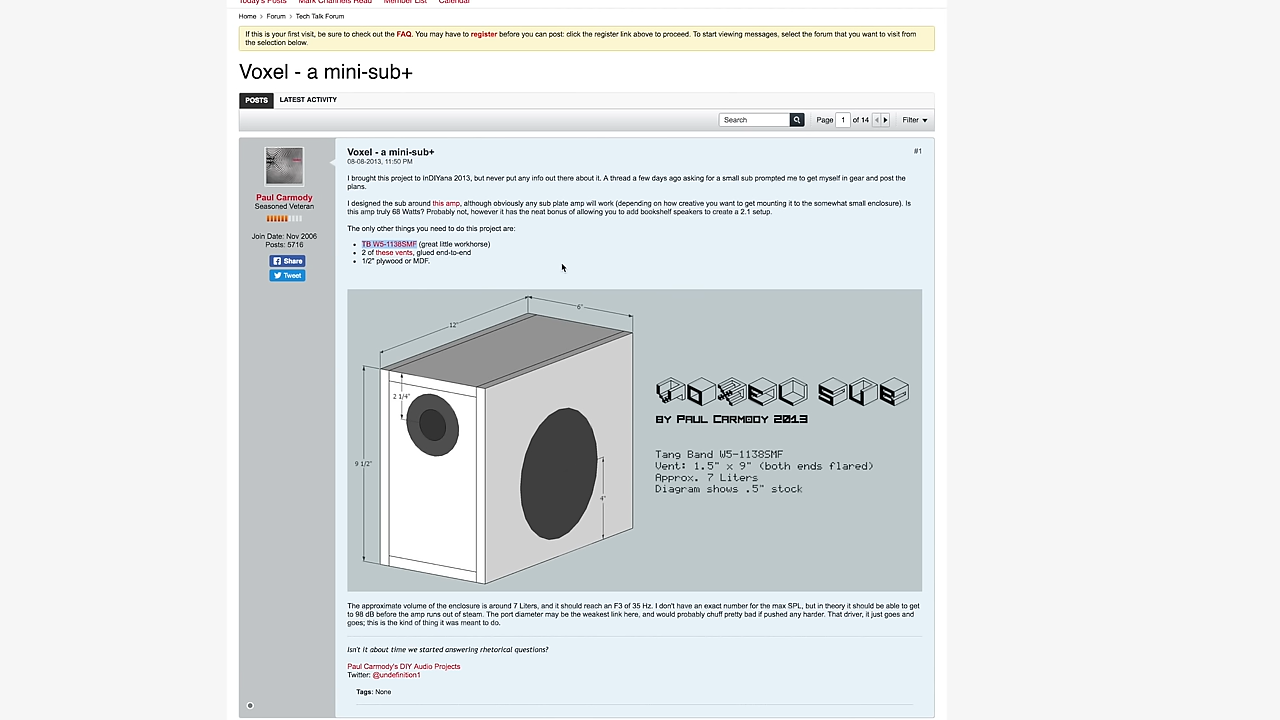 Today's Posts Mark Channels Read Member List Calendar
Home > Forum > Tech Talk Forum
If this is your first visit, be sure to check out the FAQ. You may have to register before you can post: click the register link above to proceed. To start viewing messages, select the forum that you want to visit from
the selection below.
Voxel - a mini-sub+
POSTS LATEST ACTIVITY
Search Page 1 of 14 Filter
Voxel - a mini-sub+ #1
08-08-2013, 11:50 PM
Paul Carmody
Seasoned Veteran
Join Date: Nov 2006
Posts: 5716
Share
Tweet
I brought this project to inDIYana 2013, but never put any info out there about it. A thread a few days ago asking for a small sub prompted me to get myself in gear and post the
plans.
I designed the sub around this amp, although obviously any sub plate amp will work (depending on how creative you want to get mounting it to the somewhat small enclosure). Is
this amp truly 68 Watts? Probably not, however it has the neat bonus of allowing you to add bookshelf speakers to create a 2.1 setup.
The only other things you need to do this project are:
• TB W5-1138SMF (great little workhorse)
• 2 of these vents, glued end-to-end
• 1/2" plywood or MDF.
12"
6"
2 1/4"
9 1/2"
4"
VOXEL SUB
BY PAUL CARMODY 2013
Tang Band W5-1138SMF
Vent: 1.5" x 9" (both ends flared)
Approx. 7 Liters
Diagram shows .5" stock
The approximate volume of the enclosure is around 7 Liters, and it should reach an F3 of 35 Hz. I don't have an exact number for the max SPL, but in theory it should be able to get
to 98 dB before the amp runs out of steam. The port diameter may be the weakest link here, and would probably chuff pretty bad if pushed any harder. That driver, it just goes and
goes; this is the kind of thing it was meant to do.
Isn't it about time we started answering rhetorical questions?
Paul Carmody's DIY Audio Projects
Twitter: @undefinition1
Tags: None